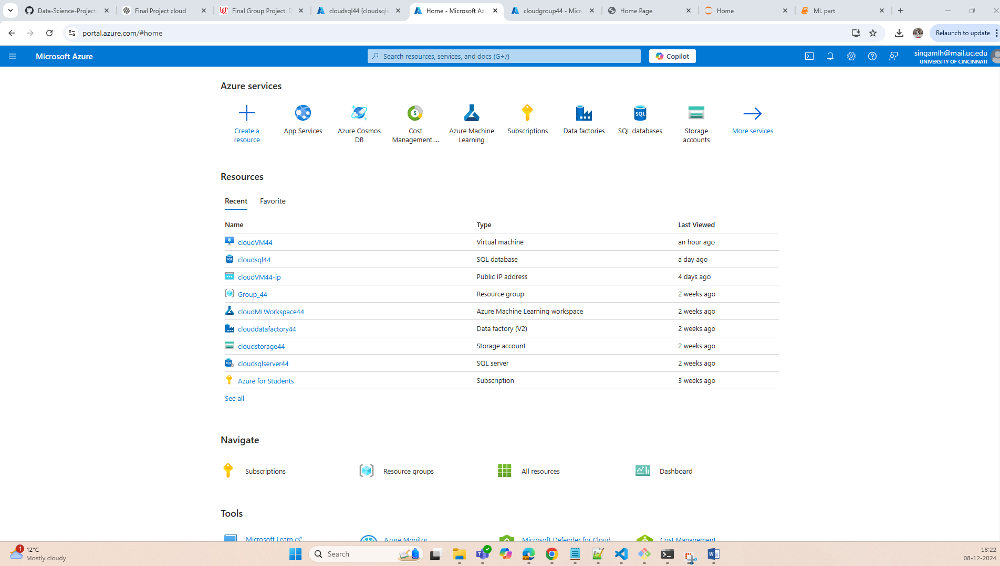 Data-Science-Project-
Final Project cloud
Final Group Project: D
cloudsql44 (cloudsqls
Home - Microsoft Azu
cloudgroup44 - Micro
Home Page
Home
ML part
portal.azure.com/#home
Relaunch to update
Microsoft Azure
Search resources, services, and docs (G+/)
Copilot
singamlh@mail.uc.edu
UNIVERSITY OF CINCINNATI
Azure services
Create a resource
App Services
Azure Cosmos DB
Cost Management ...
Azure Machine Learning
Subscriptions
Data factories
SQL databases
Storage accounts
More services
Resources
Recent Favorite
Name Type Last Viewed
cloudVM44 Virtual machine an hour ago
cloudsql44 SQL database a day ago
cloudVM44-ip Public IP address 4 days ago
Group_44 Resource group 2 weeks ago
cloudMLWorkspace44 Azure Machine Learning workspace 2 weeks ago
clouddatafactory44 Data factory (V2) 2 weeks ago
cloudstorage44 Storage account 2 weeks ago
cloudsqlserver44 SQL server 2 weeks ago
Azure for Students Subscription 3 weeks ago
See all
Navigate
Subscriptions Resource groups All resources Dashboard
Tools
Microsoft Learn Azure Monitor Microsoft Defender for Cloud Cost Management
1
12°C
Mostly cloudy
Search
18:22
08-12-2024